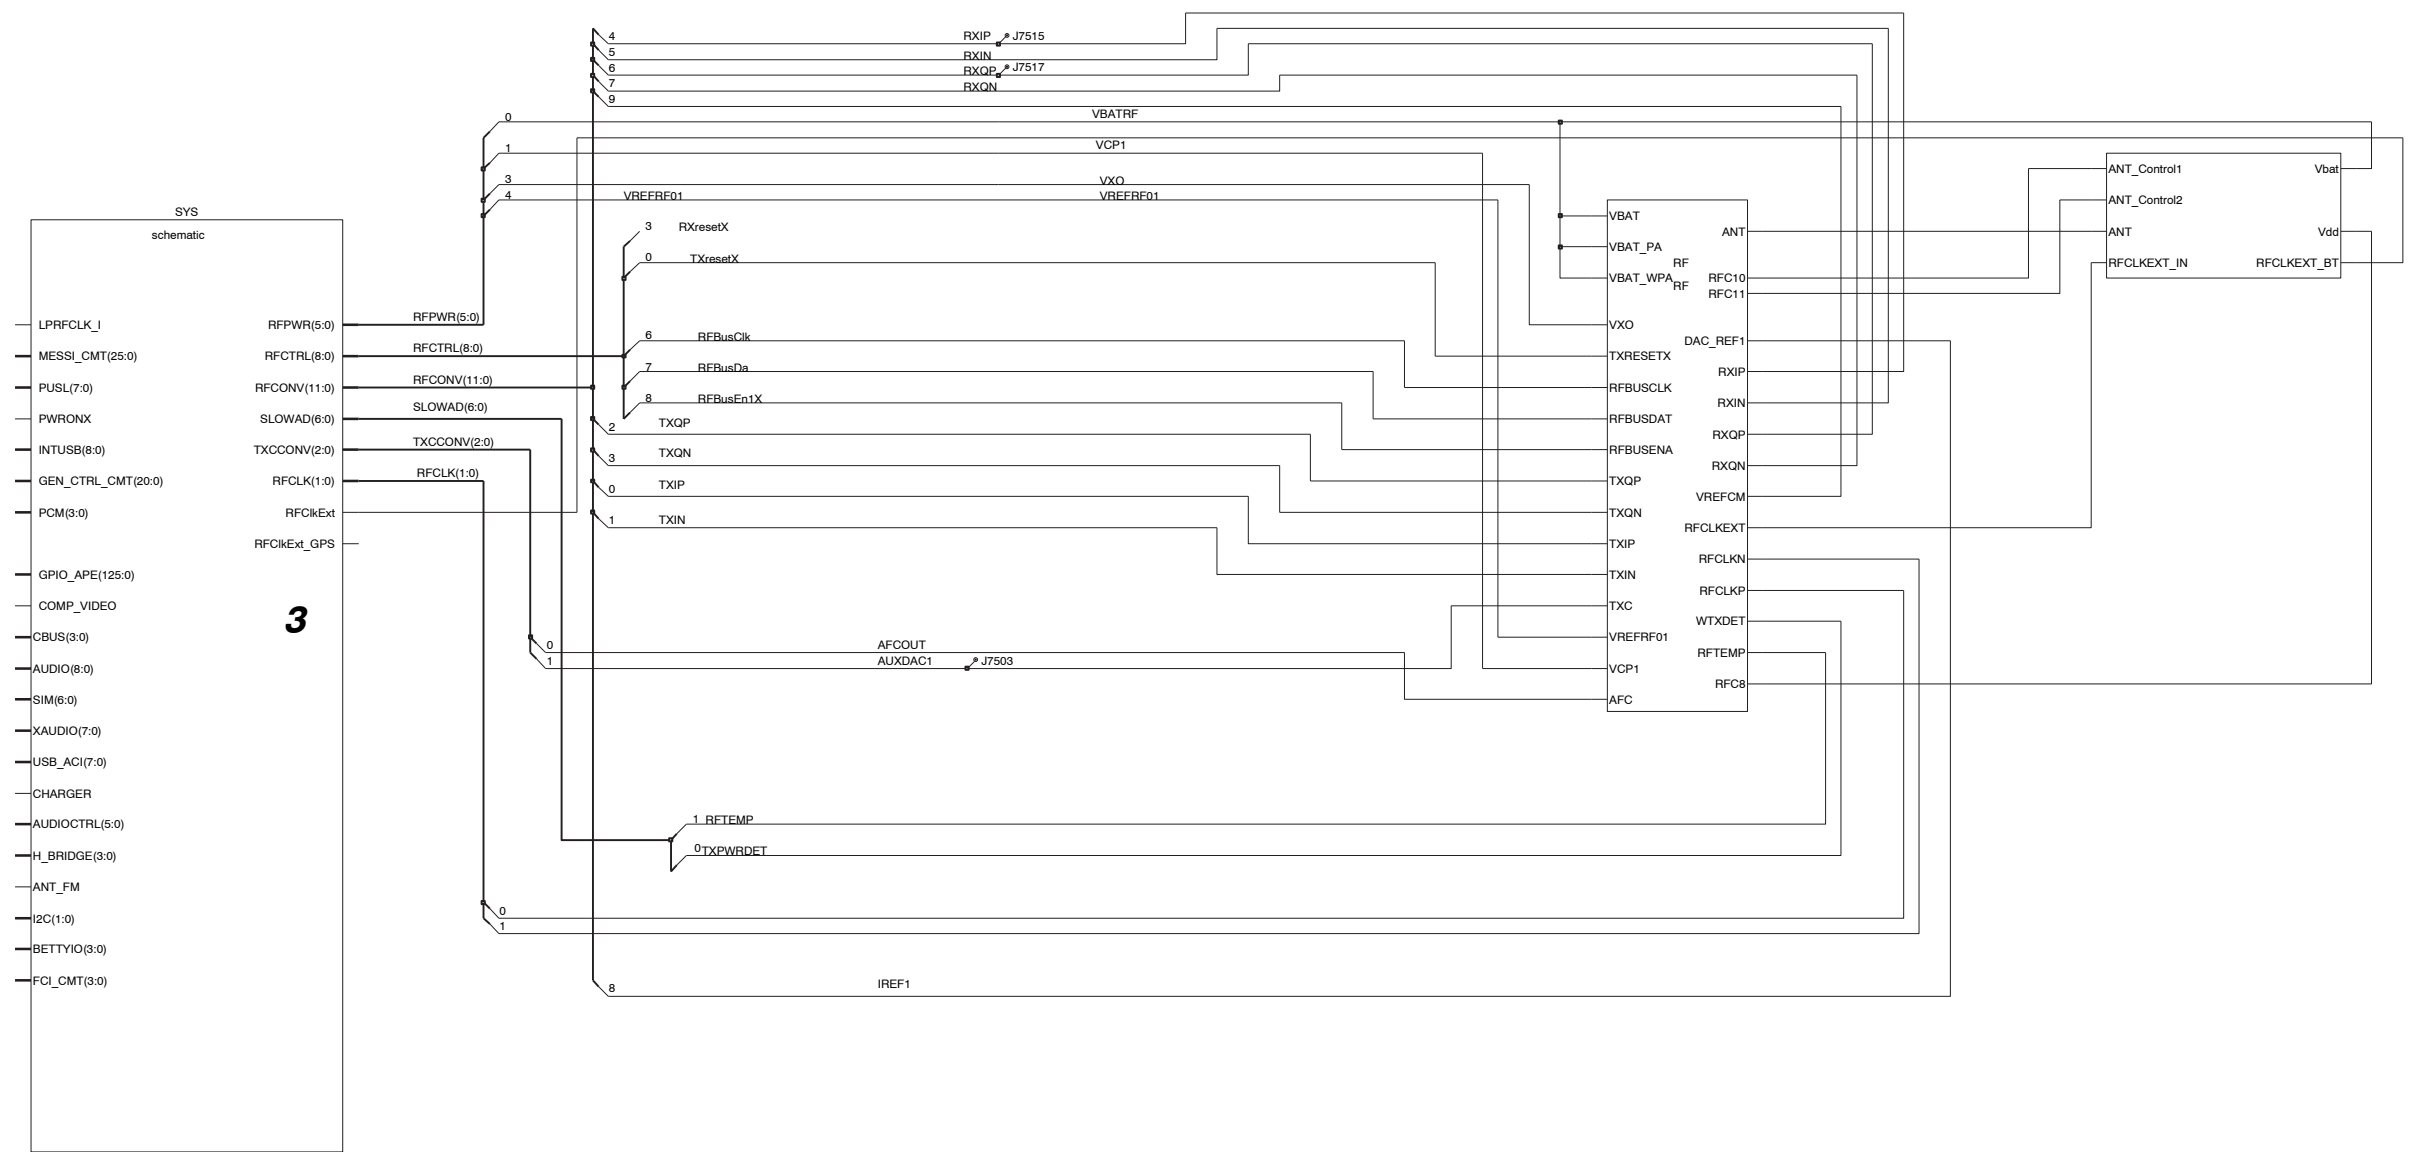 4 RXIP J7515
5 RXIN
6 RXQP J7517
7 RXQN
9
0 VBATRF
1 VCP1
3 VXO
4 VREFRF01 VREFRF01
SYS
schematic
LPRFCLK_I
MESSI_CMT(25:0)
PUSL(7:0)
PWRONX
INTUSB(8:0)
GEN_CTRL_CMT(20:0)
PCM(3:0)
GPIO_APE(125:0)
COMP_VIDEO
CBUS(3:0)
AUDIO(8:0)
SIM(6:0)
XAUDIO(7:0)
USB_ACI(7:0)
CHARGER
AUDIOCTRL(5:0)
H_BRIDGE(3:0)
ANT_FM
I2C(1:0)
BETTYIO(3:0)
FCI_CMT(3:0)
RFPWR(5:0)
RFCTRL(8:0)
RFCONV(11:0)
SLOWAD(6:0)
TXCCONV(2:0)
RFCLK(1:0)
RFClkExt
RFClkExt_GPS
3
RFPWR(5:0)
RFCTRL(8:0)
RFCONV(11:0)
SLOWAD(6:0)
TXCCONV(2:0)
RFCLK(1:0)
3 RXresetX
0 TXresetX
6 RFBusClk
7 RFBusDa
8 RFBusEn1X
2 TXQP
3 TXQN
0 TXIP
1 TXIN
0 AFCOUT
1 AUXDAC1 J7503
1 RFTEMP
0 TXPWRDET
0
1
8 IREF1
VBAT
VBAT_PA
VBAT_WPA
VXO
TXRESETX
RFBUSCLK
RFBUSDAT
RFBUSENA
TXQP
TXQN
TXIP
TXIN
TXC
VREFRF01
VCP1
AFC
RF
RF
ANT
RFC10
RFC11
DAC_REF1
RXIP
RXIN
RXQP
RXQN
VREFCM
RFCLKEXT
RFCLKN
RFCLKP
WTXDET
RFTEMP
RFC8
ANT_Control1
ANT_Control2
ANT
RFCLKEXT_IN
Vbat
Vdd
RFCLKEXT_BT